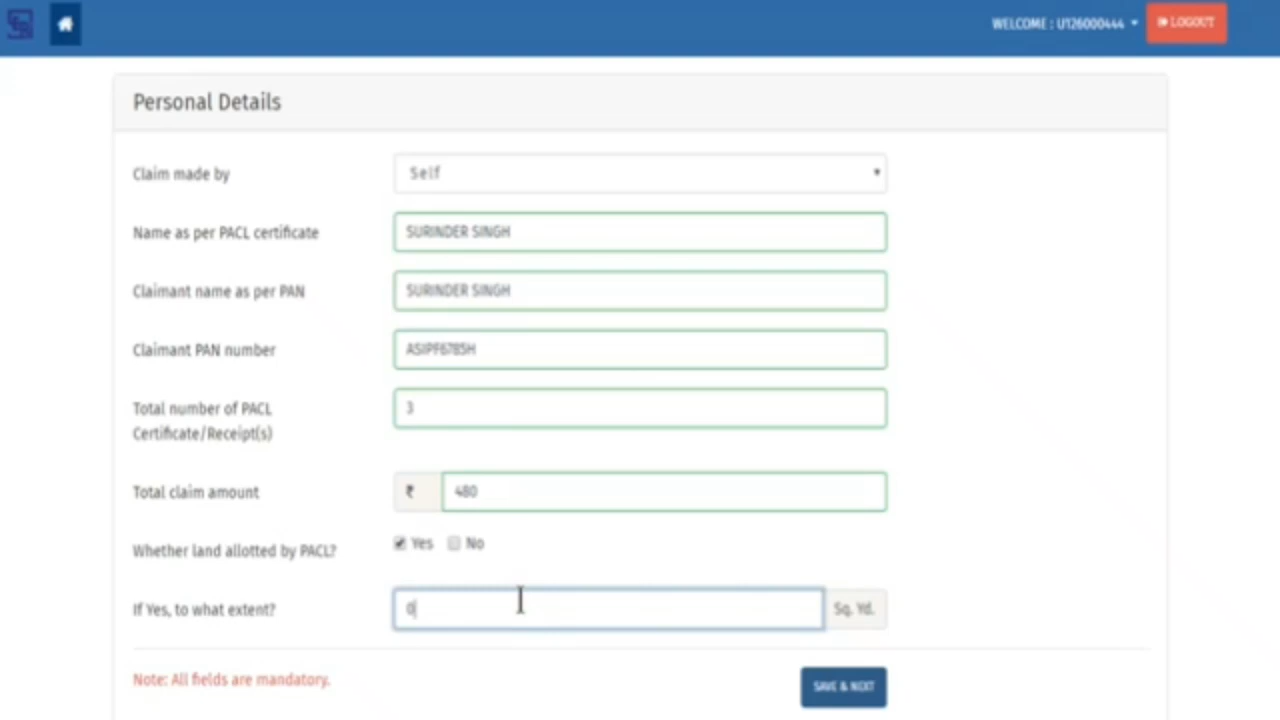 WELCOME : U126000444
LOGOUT
Personal Details
Claim made by
Self
Name as per PACL certificate
SURINDER SINGH
Claimant name as per PAN
SURINDER SINGH
Claimant PAN number
ASIPF6785H
Total number of PACL
Certificate/Receipt(s)
3
Total claim amount
₹
480
Whether land allotted by PACL?
Yes No
If Yes, to what extent?
0
Sq. Yd.
Note: All fields are mandatory.
SAVE & NEXT